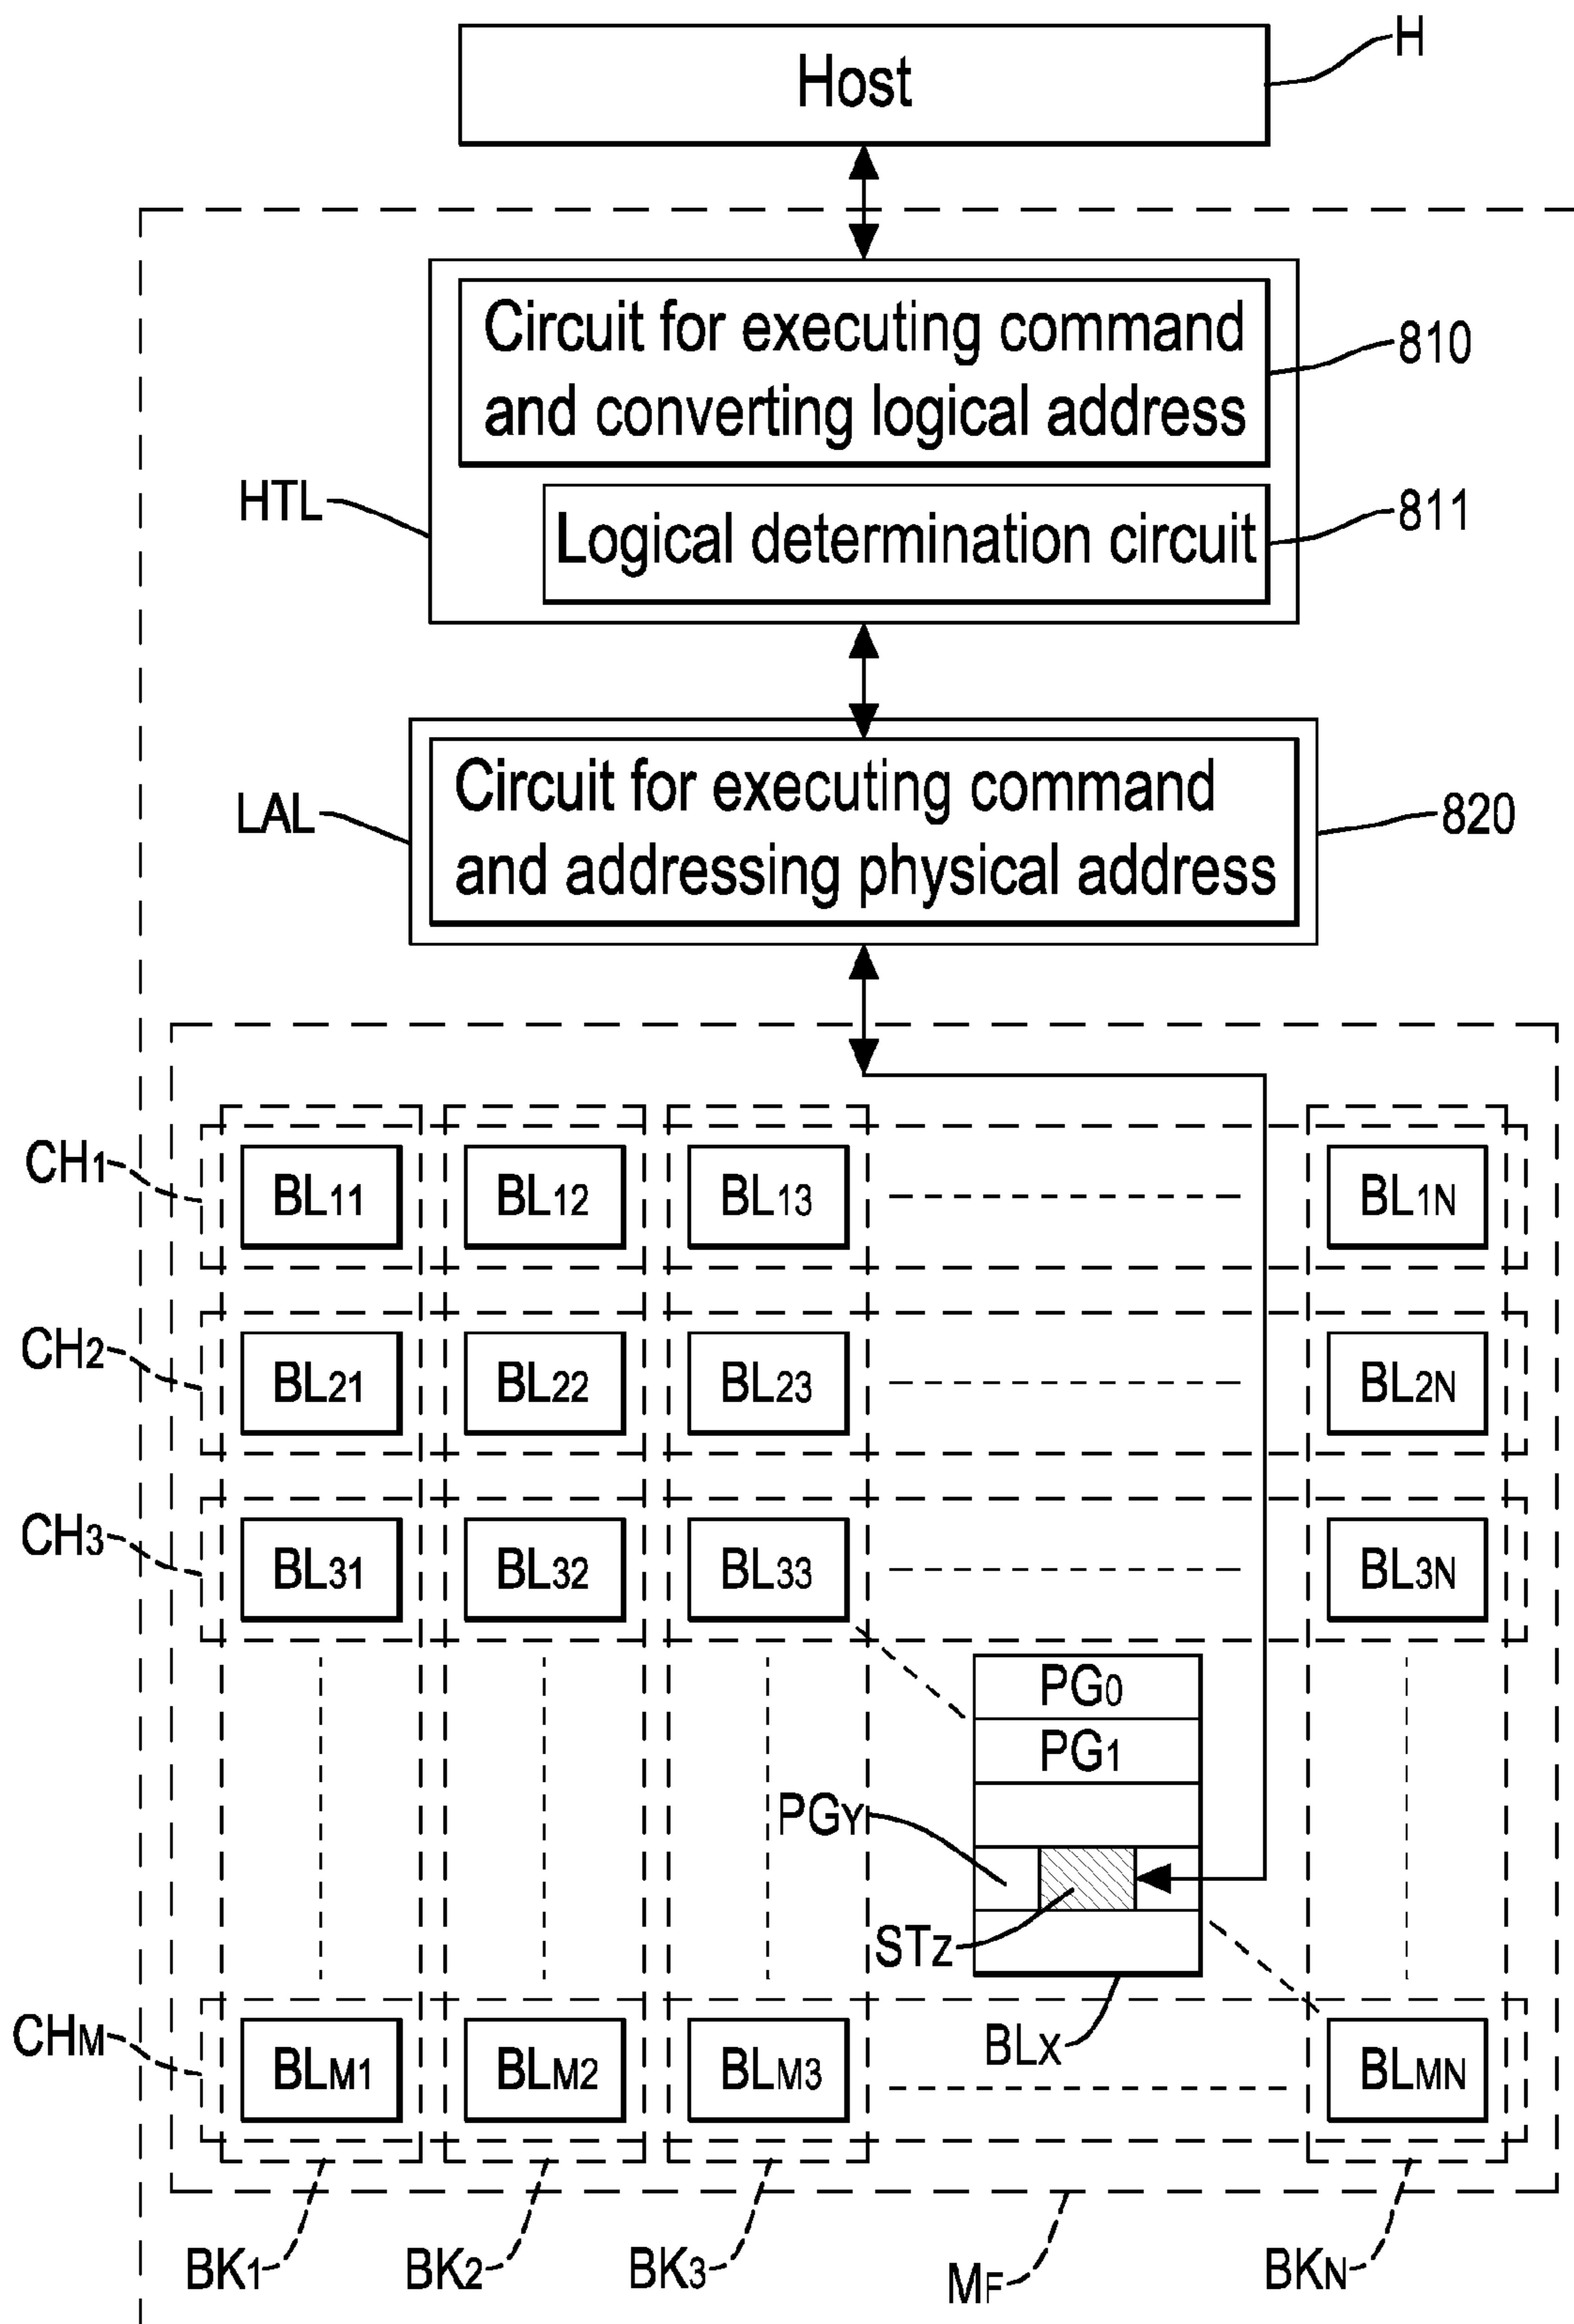 Host
H
Circuit for executing command
and converting logical address
810
HTL
Logical determination circuit
811
Circuit for executing command
and addressing physical address
LAL
820
CH1
BL11 BL12 BL13 BL1N
CH2
BL21 BL22 BL23 BL2N
CH3
BL31 BL32 BL33 BL3N
PG0
PG1
PGY
STZ
BLX
CHM
BLM1 BLM2 BLM3 BLMN
BK1 BK2 BK3 MF BKN